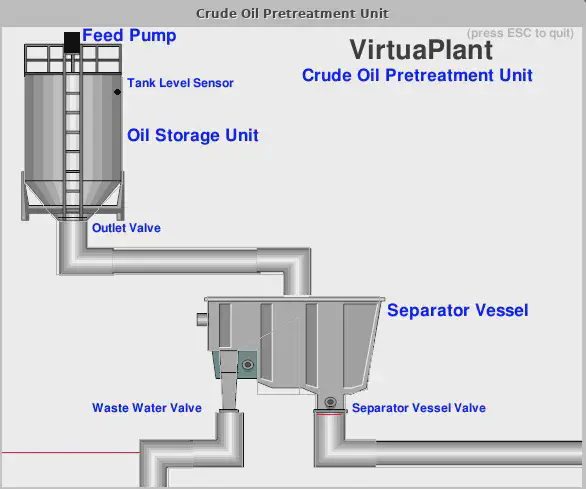 Crude Oil Pretreatment Unit
Feed Pump
(press ESC to quit)
VirtuaPlant
Crude Oil Pretreatment Unit
Tank Level Sensor
Oil Storage Unit
Outlet Valve
Separator Vessel
Waste Water Valve
Separator Vessel Valve